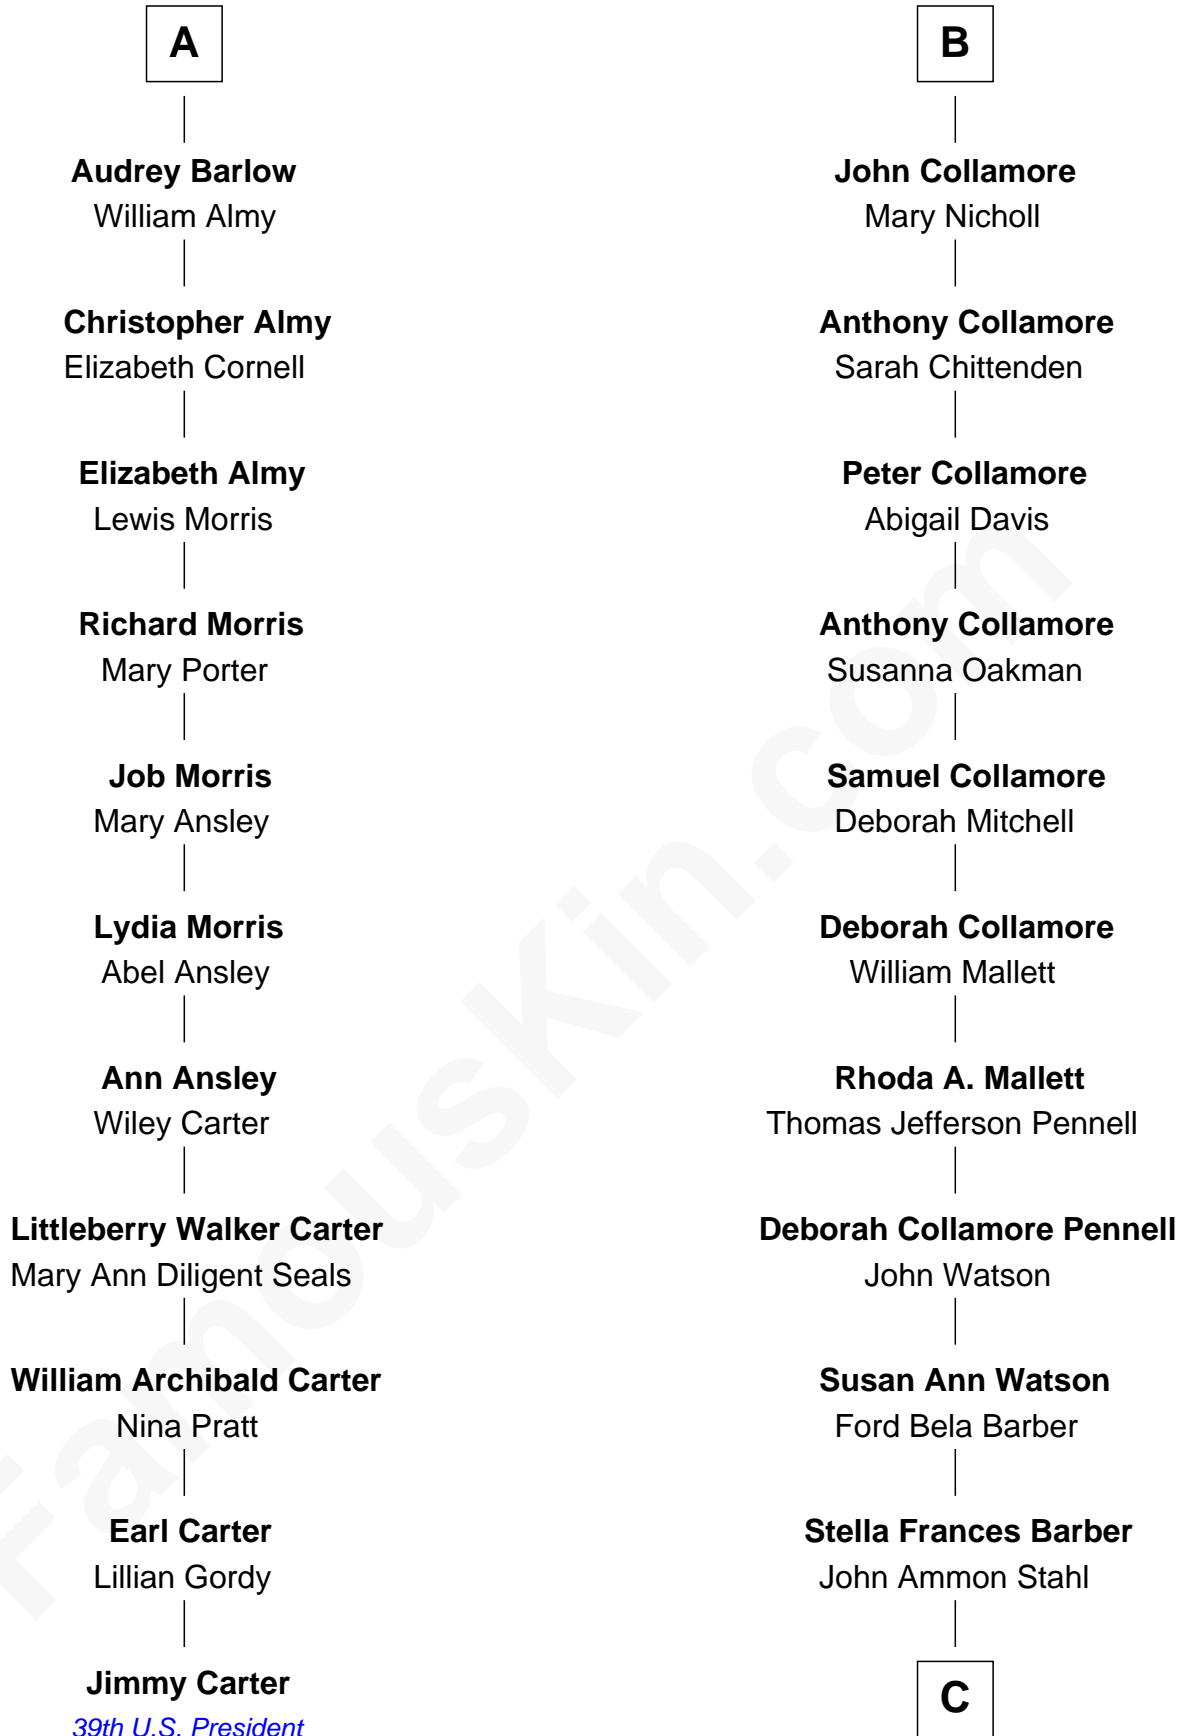 A
Audrey Barlow
William Almy
Christopher Almy
Elizabeth Cornell
Elizabeth Almy
Lewis Morris
Richard Morris
Mary Porter
Job Morris
Mary Ansley
Lydia Morris
Abel Ansley
Ann Ansley
Wiley Carter
Littleberry Walker Carter
Mary Ann Diligent Seals
William Archibald Carter
Nina Pratt
Earl Carter
Lillian Gordy
Jimmy Carter
39th U.S. President
B
John Collamore
Mary Nicholl
Anthony Collamore
Sarah Chittenden
Peter Collamore
Abigail Davis
Anthony Collamore
Susanna Oakman
Samuel Collamore
Deborah Mitchell
Deborah Collamore
William Mallett
Rhoda A. Mallett
Thomas Jefferson Pennell
Deborah Collamore Pennell
John Watson
Susan Ann Watson
Ford Bela Barber
Stella Frances Barber
John Ammon Stahl
C
FamousKin.com